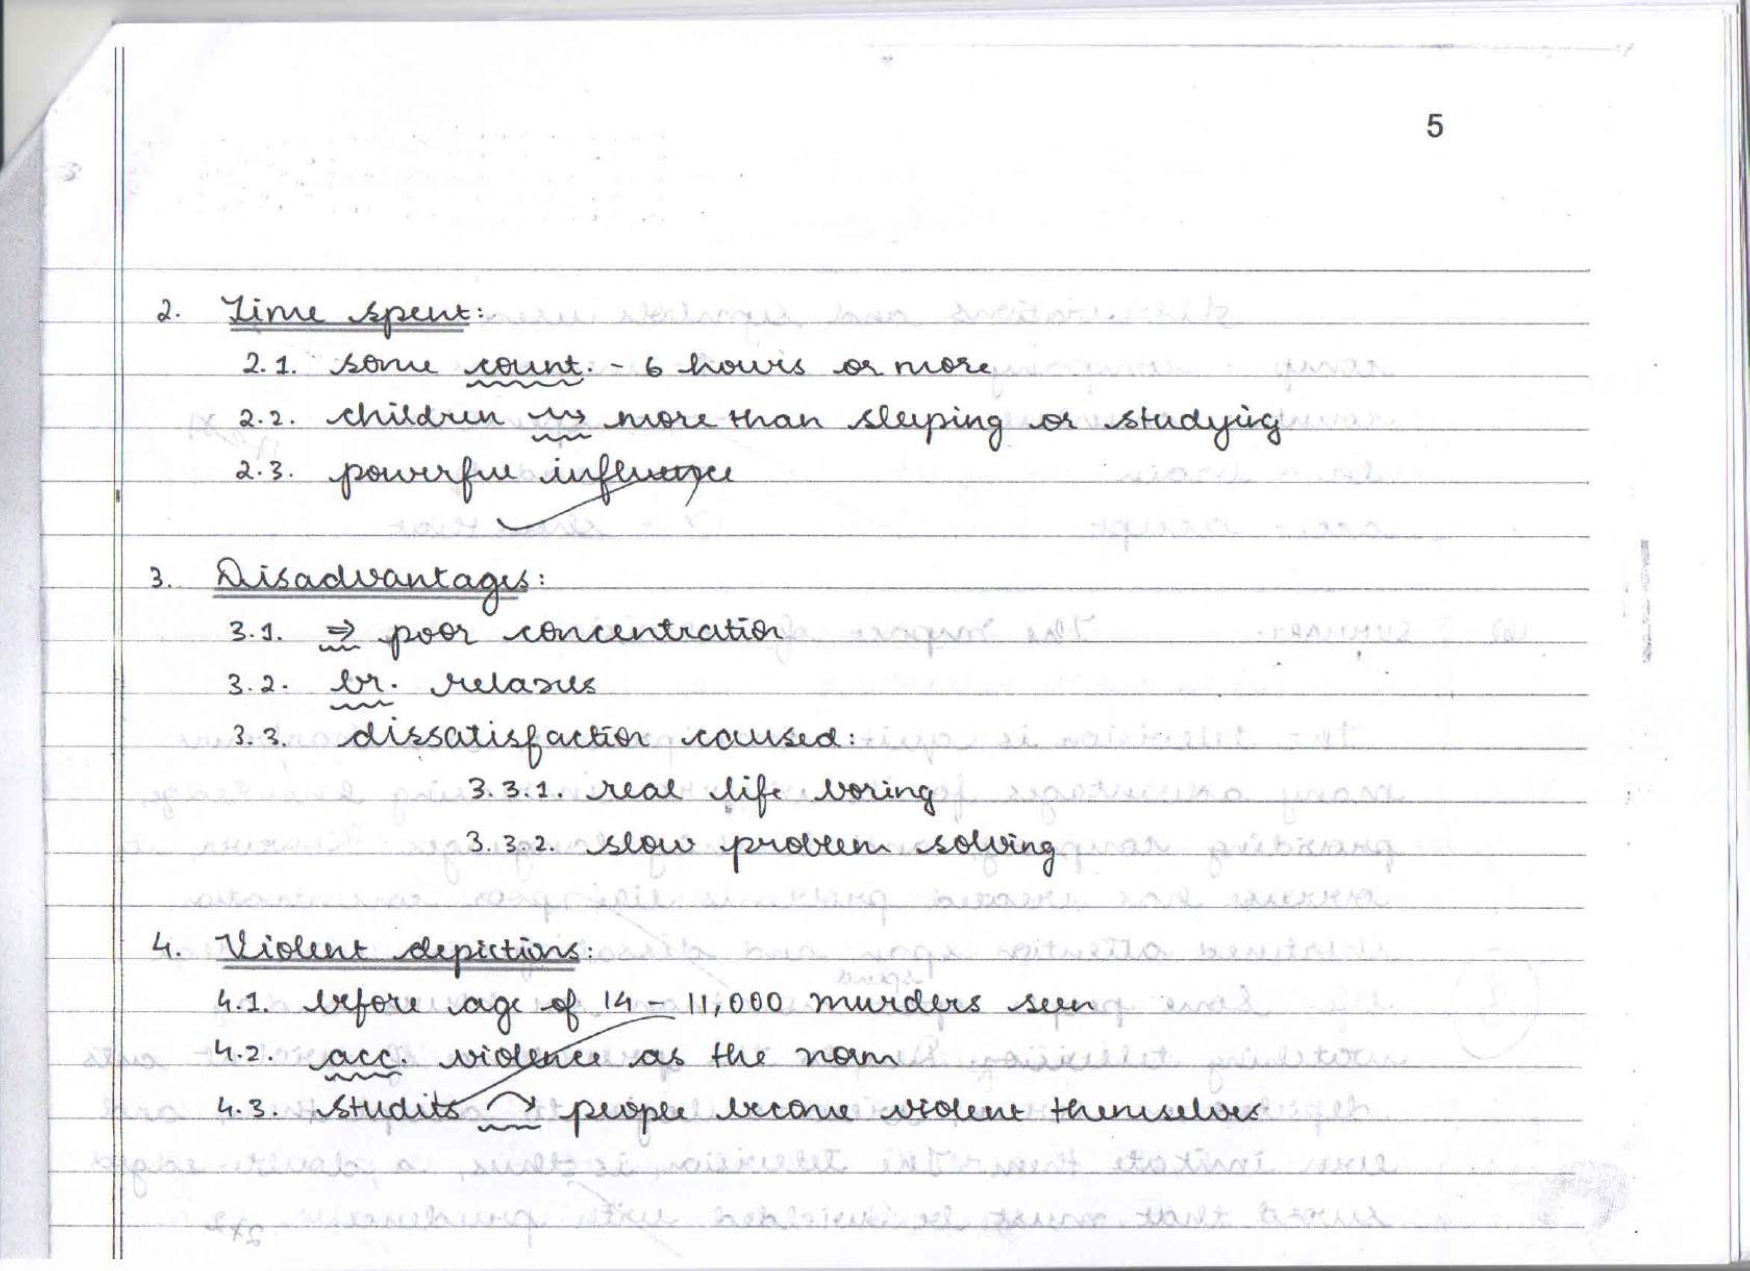 5
2. Time spent:
2.1. some count. - 6 hours or more
2.2. children ⇝ more than sleeping or studying
2.3. powerful influence
3. Disadvantages:
3.1. ⇒ poor concentration
3.2. br. relaxes
3.3. dissatisfaction caused:
3.3.1. real life boring
3.3.2. slow problem solving
4. Violent depictions:
4.1. before age of 14 - 11,000 murders seen
4.2. acc. violence as the norm
4.3. studies ↷ people become violent themselves